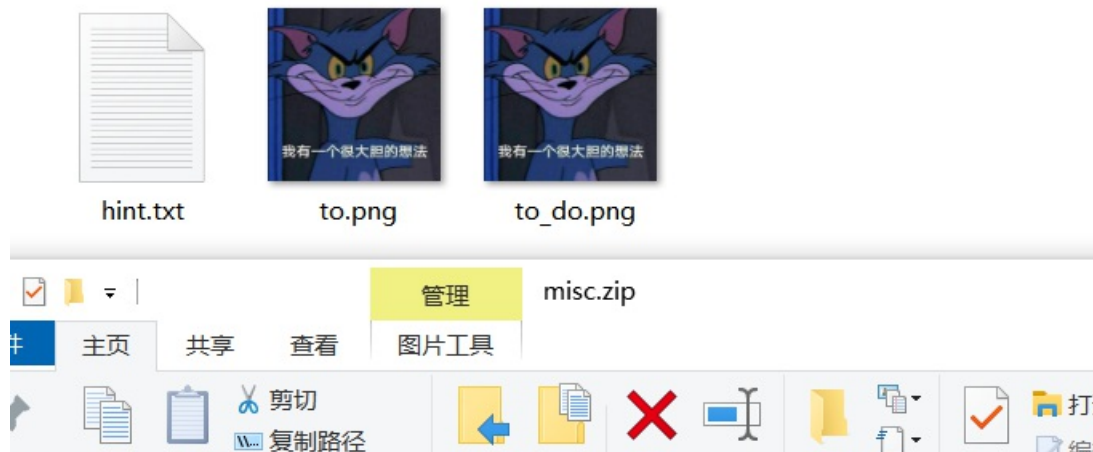 我有一个很大胆的想法
我有一个很大胆的想法
hint.txt
to.png
to_do.png
管理
misc.zip
主页
共享
查看
图片工具
剪切
复制路径
打